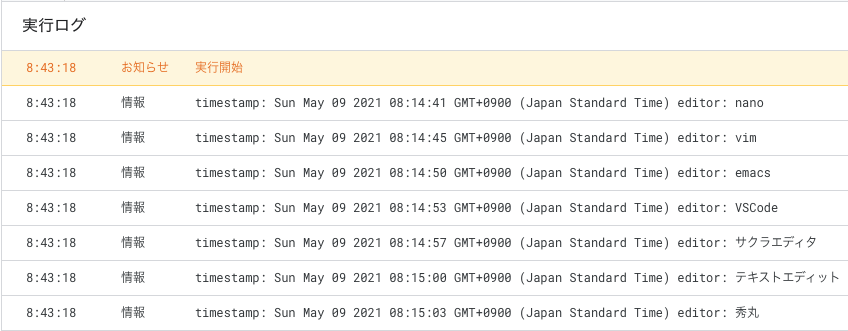 実行ログ
8:43:18 お知らせ 実行開始
8:43:18 情報 timestamp: Sun May 09 2021 08:14:41 GMT+0900 (Japan Standard Time) editor: nano
8:43:18 情報 timestamp: Sun May 09 2021 08:14:45 GMT+0900 (Japan Standard Time) editor: vim
8:43:18 情報 timestamp: Sun May 09 2021 08:14:50 GMT+0900 (Japan Standard Time) editor: emacs
8:43:18 情報 timestamp: Sun May 09 2021 08:14:53 GMT+0900 (Japan Standard Time) editor: VSCode
8:43:18 情報 timestamp: Sun May 09 2021 08:14:57 GMT+0900 (Japan Standard Time) editor: サクラエディタ
8:43:18 情報 timestamp: Sun May 09 2021 08:15:00 GMT+0900 (Japan Standard Time) editor: テキストエディット
8:43:18 情報 timestamp: Sun May 09 2021 08:15:03 GMT+0900 (Japan Standard Time) editor: 秀丸